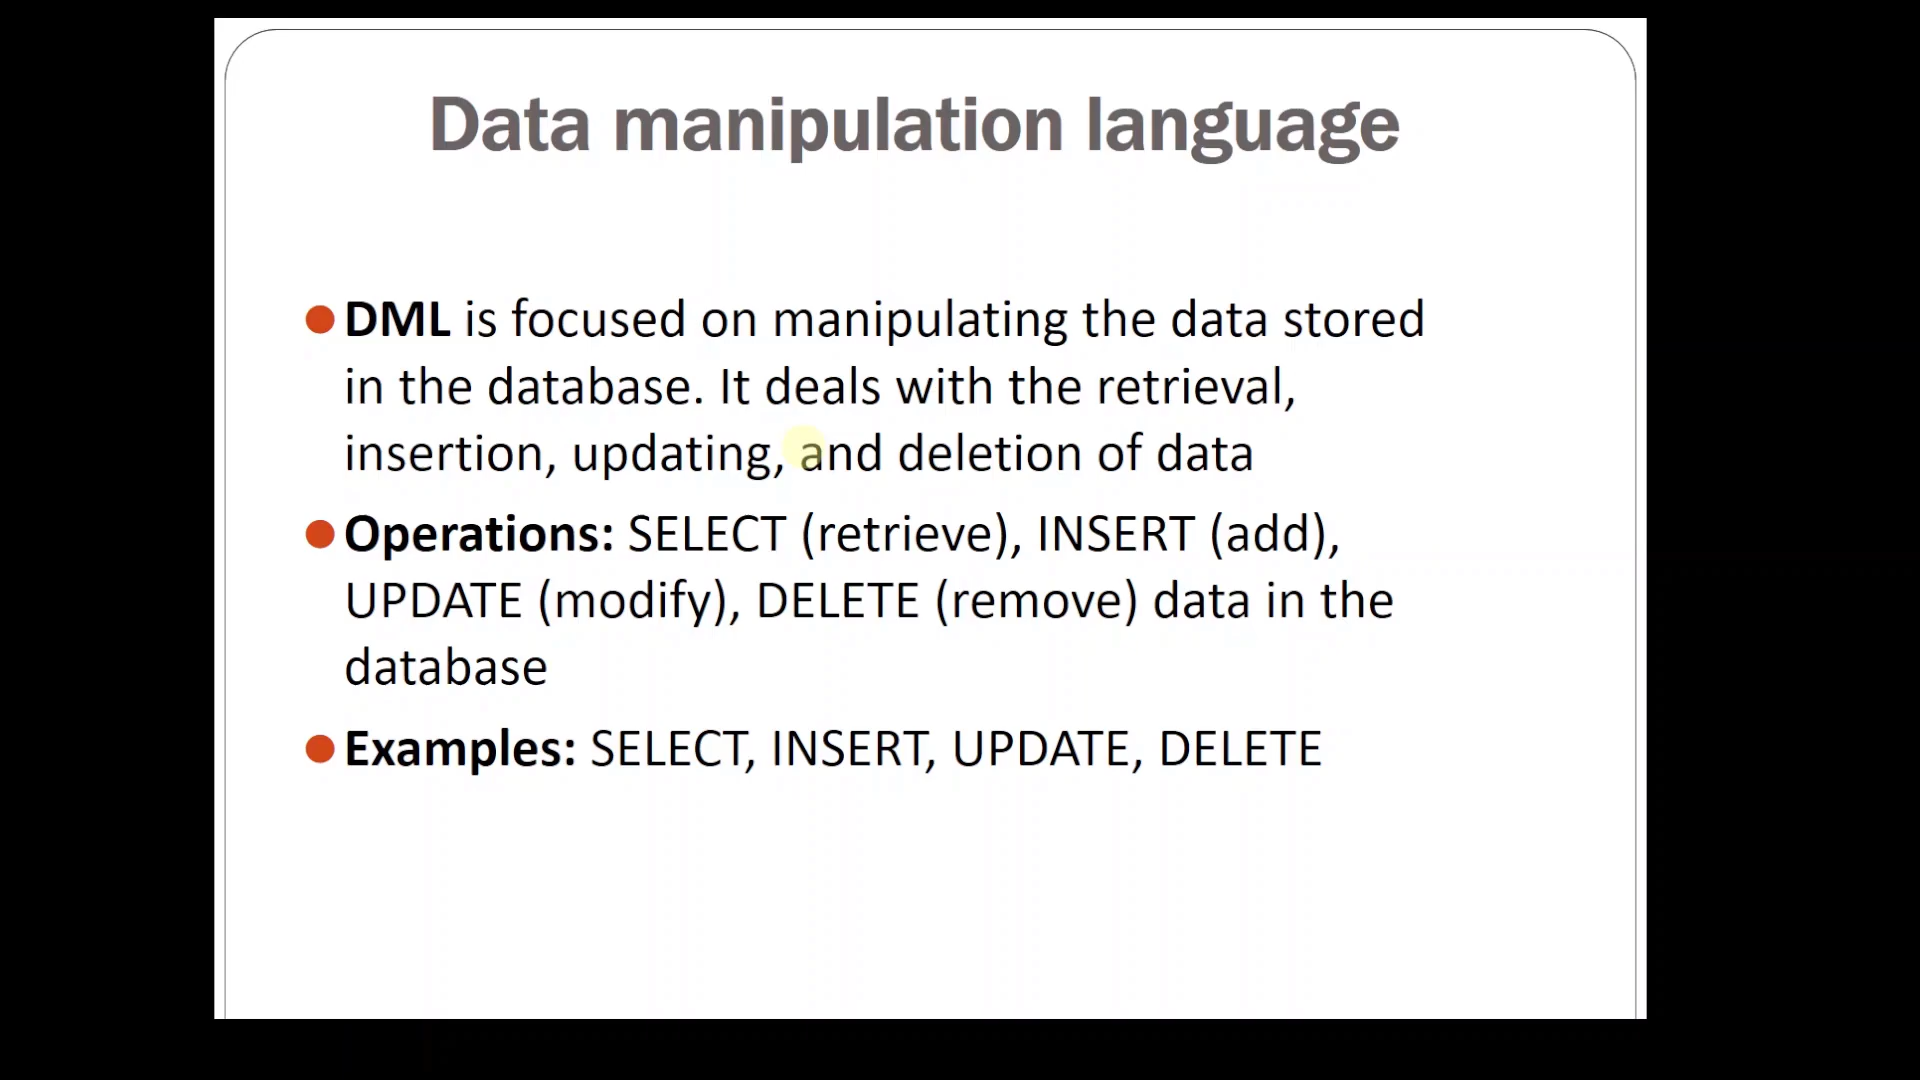 Data manipulation language
DML is focused on manipulating the data stored
in the database. It deals with the retrieval,
insertion, updating, and deletion of data
Operations: SELECT (retrieve), INSERT (add),
UPDATE (modify), DELETE (remove) data in the
database
Examples: SELECT, INSERT, UPDATE, DELETE